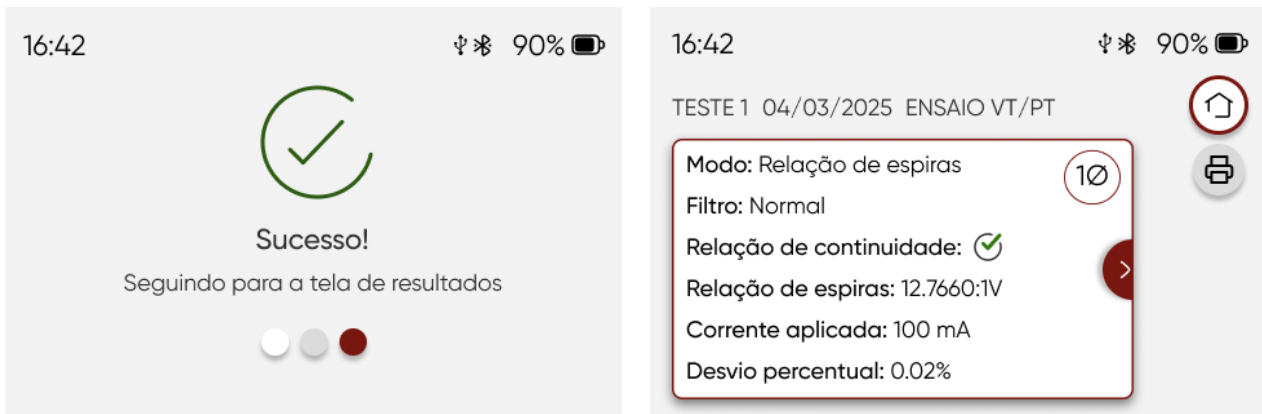 16:42
90%
Sucesso!
Seguindo para a tela de resultados
16:42
90%
TESTE 1 04/03/2025 ENSAIO VT/PT
Modo: Relação de espiras
1Ø
Filtro: Normal
Relação de continuidade:
Relação de espiras: 12.7660:1V
Corrente aplicada: 100 mA
Desvio percentual: 0.02%